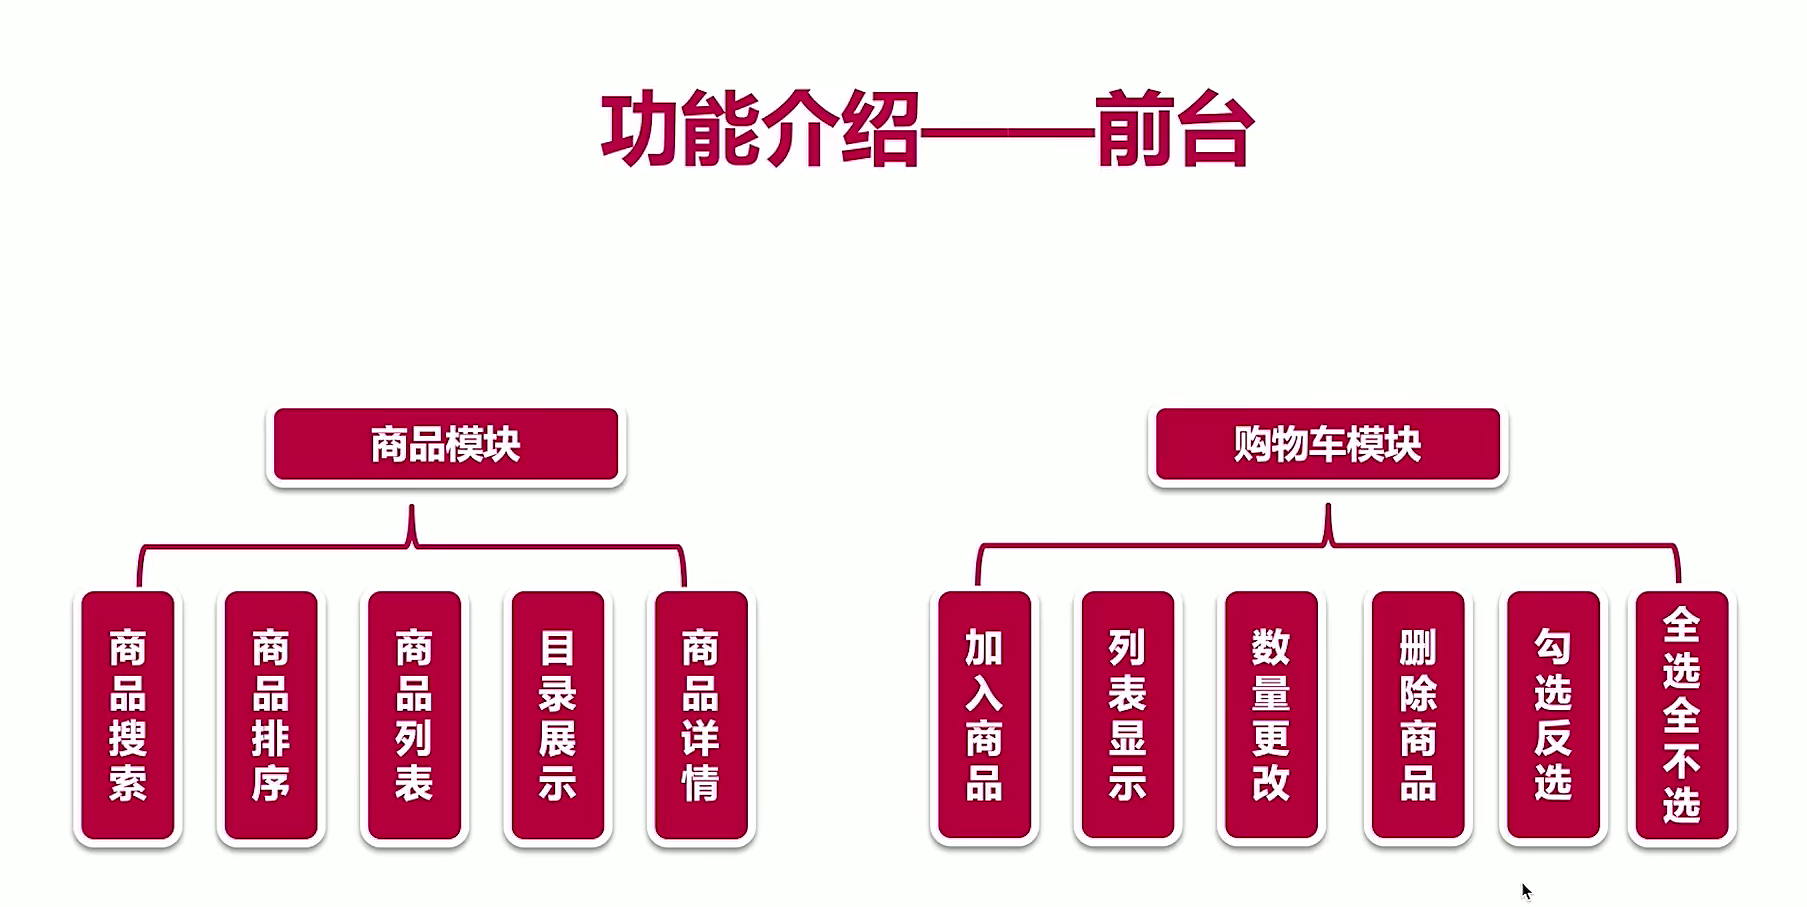 功能介绍——前台
商品模块
商品搜索
商品排序
商品列表
目录展示
商品详情
购物车模块
加入商品
列表显示
数量更改
删除商品
勾选反选
全选全不选